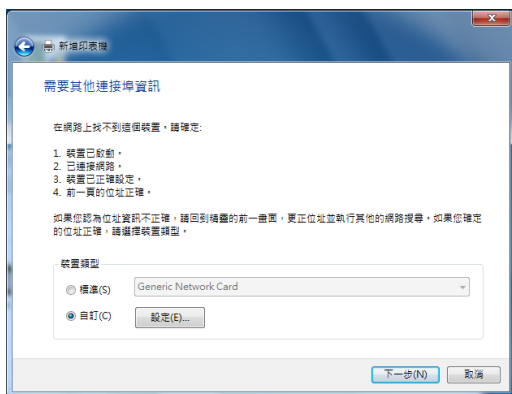 新增印表機
需要其他連接埠資訊
在網路上找不到這個裝置，請確定:
1. 裝置已啟動。
2. 已連接網路。
3. 裝置已正確設定。
4. 前一頁的位址正確。
如果您認為位址資訊不正確，請回到精靈的前一畫面，更正位址並執行其他的網路搜尋。如果您確定
的位址正確，請選擇裝置類型。
裝置類型
標準(S)
Generic Network Card
自訂(C)
設定(E)...
下一步(N)
取消